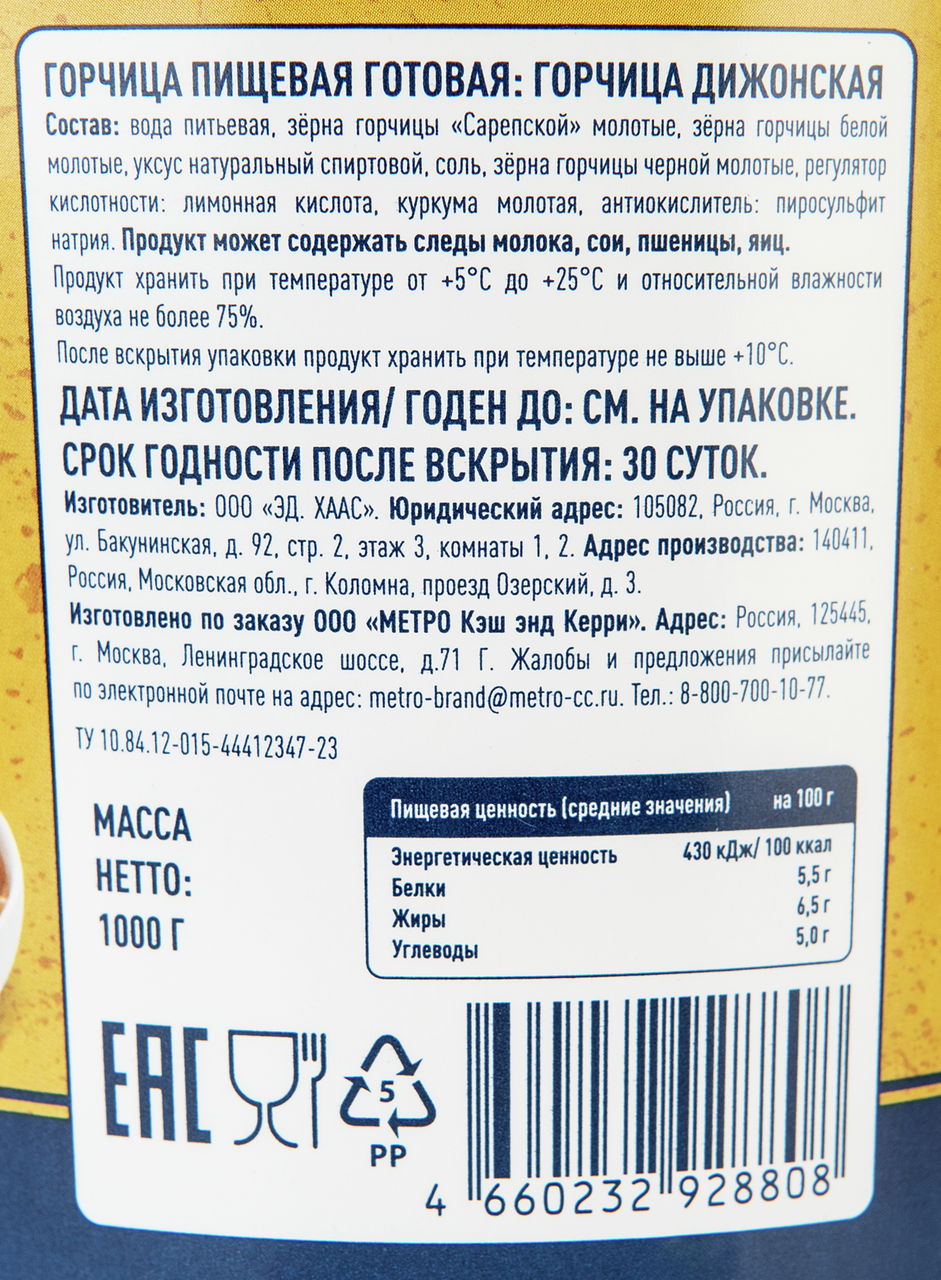 ГОРЧИЦА ПИЩЕВАЯ ГОТОВАЯ: ГОРЧИЦА ДИЖОНСКАЯ
Состав: вода питьевая, зёрна горчицы «Сарепской» молотые, зёрна горчицы белой
молотые, уксус натуральный спиртовой, соль, зёрна горчицы черной молотые, регулятор
кислотности: лимонная кислота, куркума молотая, антиокислитель: пиросульфит
натрия. Продукт может содержать следы молока, сои, пшеницы, яиц.
Продукт хранить при температуре от +5°С до +25°С и относительной влажности
воздуха не более 75%.
После вскрытия упаковки продукт хранить при температуре не выше +10°С.
ДАТА ИЗГОТОВЛЕНИЯ/ ГОДЕН ДО: СМ. НА УПАКОВКЕ.
СРОК ГОДНОСТИ ПОСЛЕ ВСКРЫТИЯ: 30 СУТОК.
Изготовитель: ООО «ЭД. ХААС». Юридический адрес: 105082, Россия, г. Москва,
ул. Бакунинская, д. 92, стр. 2, этаж 3, комнаты 1, 2. Адрес производства: 140411,
Россия, Московская обл., г. Коломна, проезд Озерский, д. 3.
Изготовлено по заказу ООО «МЕТРО Кэш энд Керри». Адрес: Россия, 125445,
г. Москва, Ленинградское шоссе, д.71 Г. Жалобы и предложения присылайте
по электронной почте на адрес: metro-brand@metro-cc.ru. Тел.: 8-800-700-10-77.
ТУ 10.84.12-015-44412347-23
МАССА
НЕТТО:
1000 Г
Пищевая ценность (средние значения) на 100 г
Энергетическая ценность 430 кДж/ 100 ккал
Белки 5,5 г
Жиры 6,5 г
Углеводы 5,0 г
EAC
5
PP
4 660232 928808